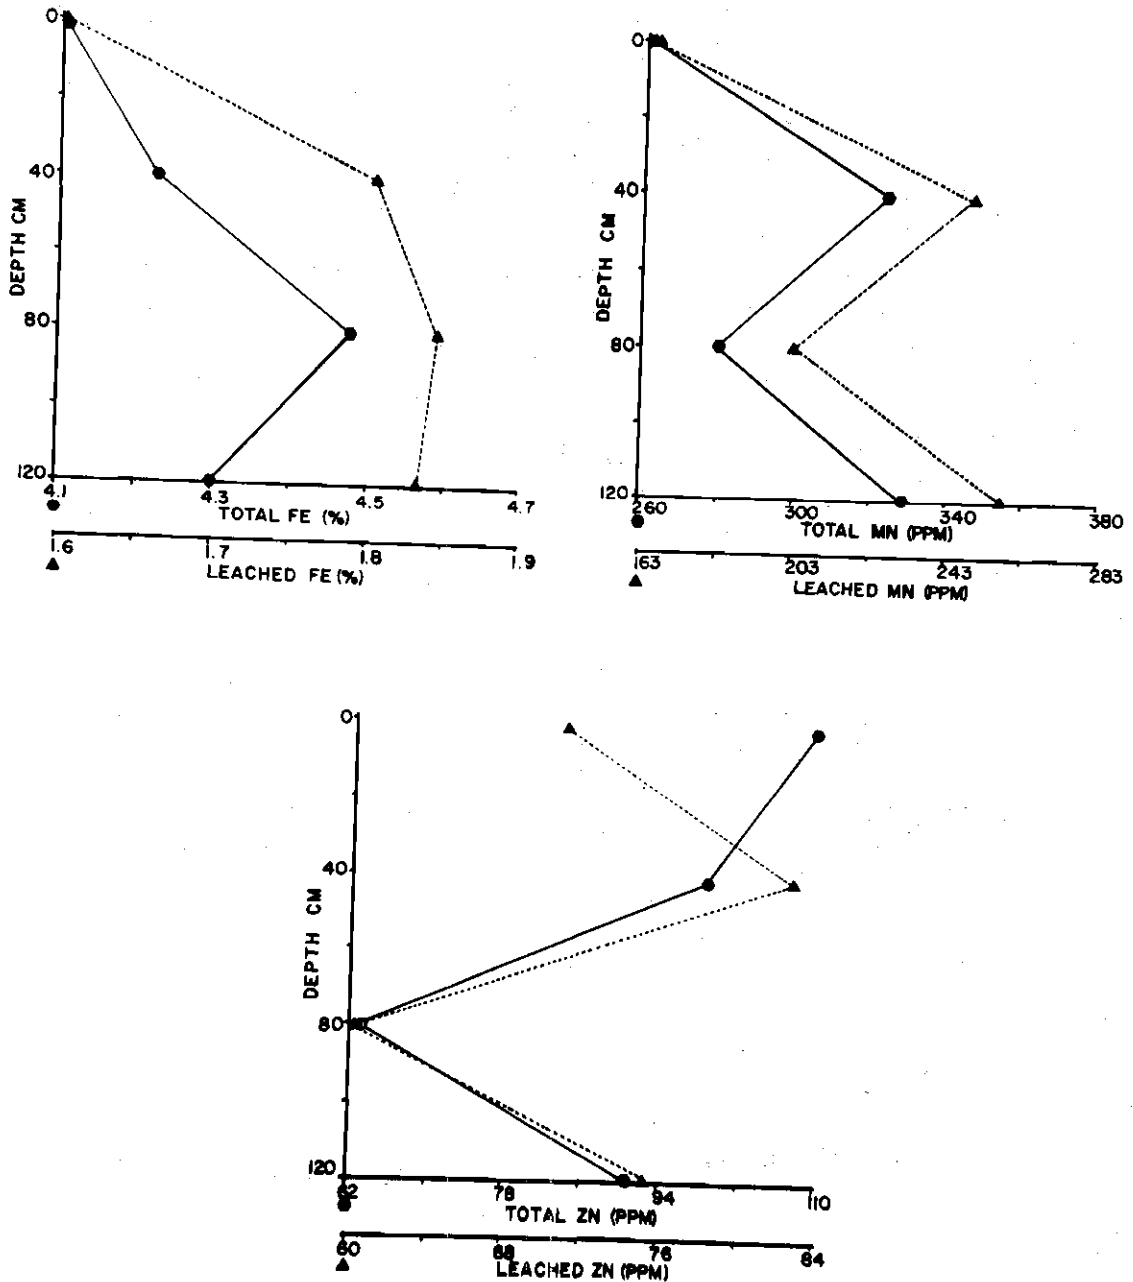 0
40
80
120
DEPTH CM
4.1 4.3 4.5 4.7
TOTAL FE (%)
1.6 1.7 1.8 1.9
LEACHED FE (%)
0
40
80
120
DEPTH CM
260 300 340 380
TOTAL MN (PPM)
163 203 243 283
LEACHED MN (PPM)
0
40
80
120
DEPTH CM
62 78 94 110
TOTAL ZN (PPM)
60 68 76 84
LEACHED ZN (PPM)